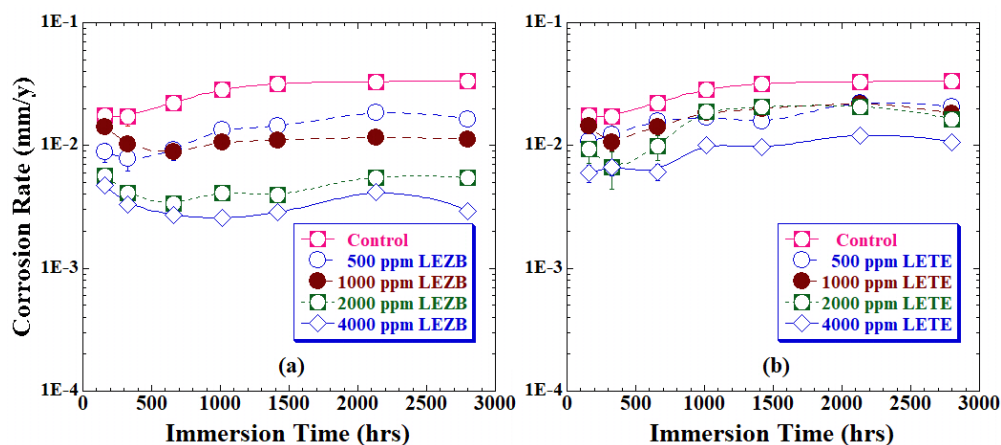 Corrosion Rate (mm/y)
1E-1
1E-2
1E-3
1E-4
0 500 1000 1500 2000 2500 3000
Immersion Time (hrs)
Control
500 ppm LEZB
1000 ppm LEZB
2000 ppm LEZB
4000 ppm LEZB
(a)
1E-1
1E-2
1E-3
1E-4
0 500 1000 1500 2000 2500 3000
Immersion Time (hrs)
Control
500 ppm LETE
1000 ppm LETE
2000 ppm LETE
4000 ppm LETE
(b)